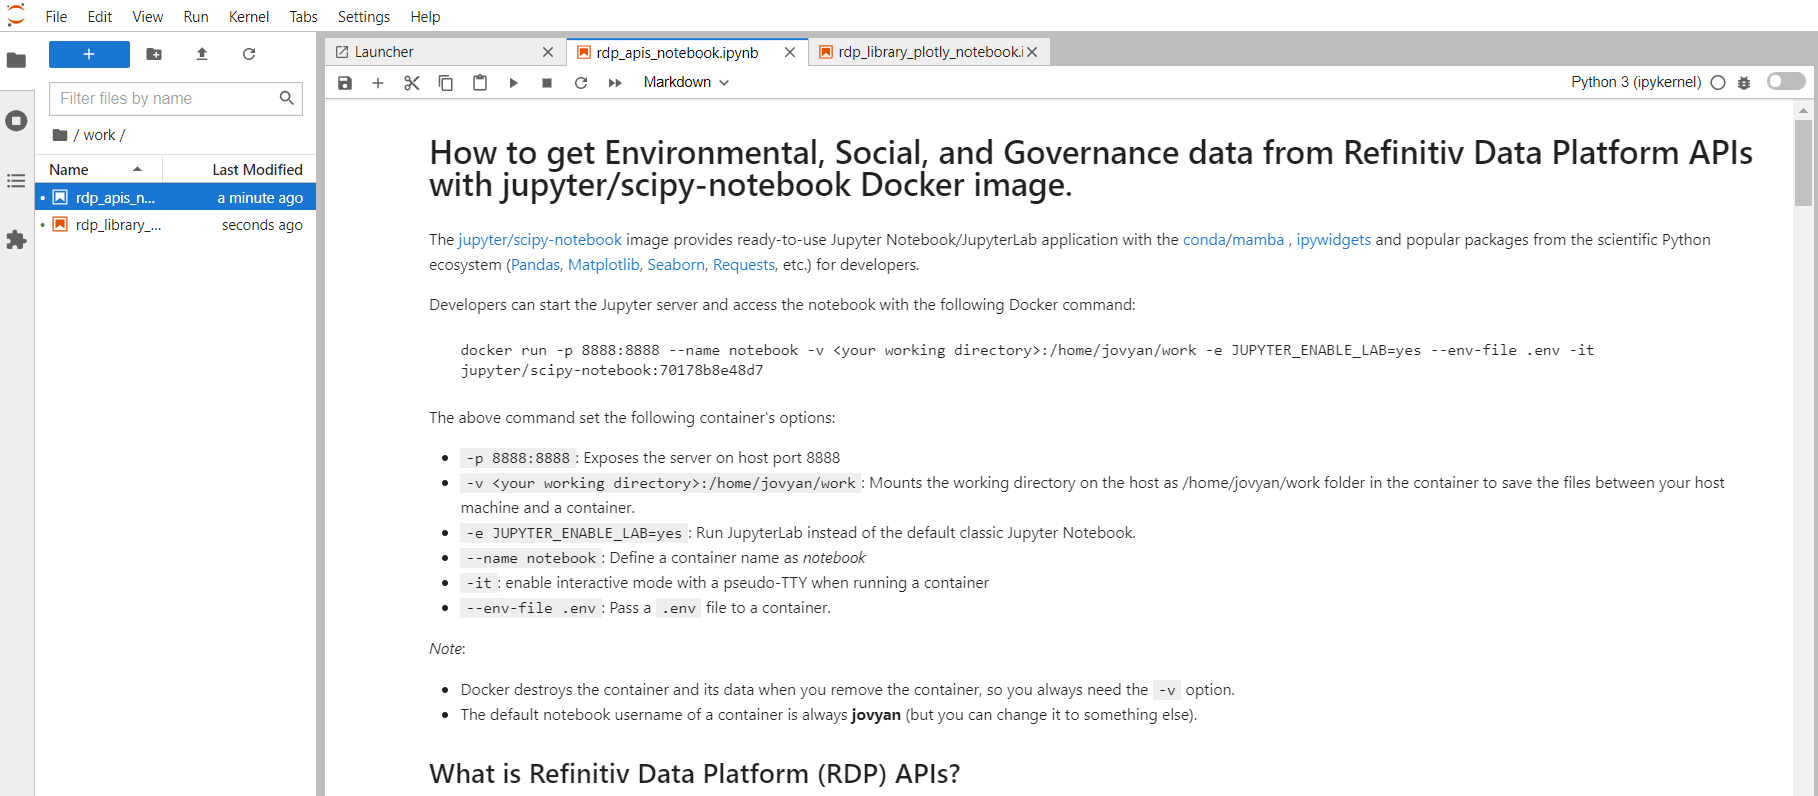 File Edit View Run Kernel Tabs Settings Help
Launcher
rdp_apis_notebook.ipynb
rdp_library_plotly_notebook.i
Markdown
Python 3 (ipykernel)
Filter files by name
/ work /
Name Last Modified
rdp_apis_n... a minute ago
rdp_library_... seconds ago
How to get Environmental, Social, and Governance data from Refinitiv Data Platform APIs
with jupyter/scipy-notebook Docker image.
The jupyter/scipy-notebook image provides ready-to-use Jupyter Notebook/JupyterLab application with the conda/mamba , ipywidgets and popular packages from the scientific Python
ecosystem (Pandas, Matplotlib, Seaborn, Requests, etc.) for developers.
Developers can start the Jupyter server and access the notebook with the following Docker command:
docker run -p 8888:8888 --name notebook -v <your working directory>:/home/jovyan/work -e JUPYTER_ENABLE_LAB=yes --env-file .env -it
jupyter/scipy-notebook:70178b8e48d7
The above command set the following container's options:
-p 8888:8888 : Exposes the server on host port 8888
-v <your working directory>:/home/jovyan/work : Mounts the working directory on the host as /home/jovyan/work folder in the container to save the files between your host
machine and a container.
-e JUPYTER_ENABLE_LAB=yes : Run JupyterLab instead of the default classic Jupyter Notebook.
--name notebook : Define a container name as notebook
-it : enable interactive mode with a pseudo-TTY when running a container
--env-file .env : Pass a .env file to a container.
Note:
Docker destroys the container and its data when you remove the container, so you always need the -v option.
The default notebook username of a container is always jovyan (but you can change it to something else).
What is Refinitiv Data Platform (RDP) APIs?